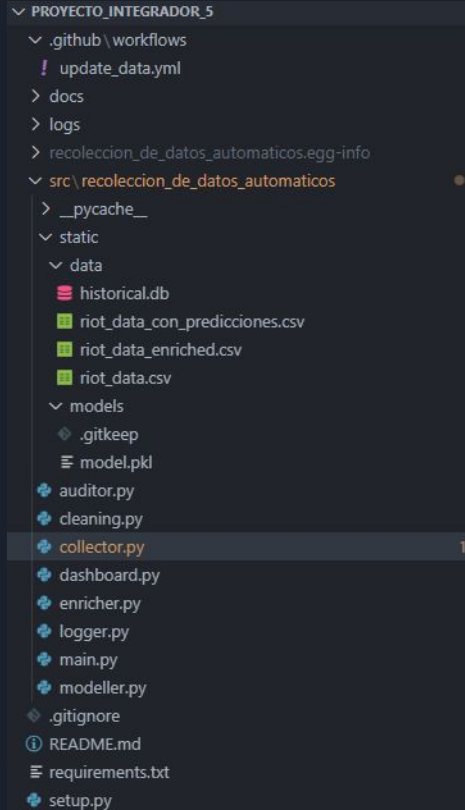 PROYECTO_INTEGRADOR_5
.github\workflows
! update_data.yml
docs
logs
recoleccion_de_datos_automaticos.egg-info
src\recoleccion_de_datos_automaticos
__pycache__
static
data
historical.db
riot_data_con_predicciones.csv
riot_data_enriched.csv
riot_data.csv
models
.gitkeep
model.pkl
auditor.py
cleaning.py
collector.py 1
dashboard.py
enricher.py
logger.py
main.py
modeller.py
.gitignore
README.md
requirements.txt
setup.py